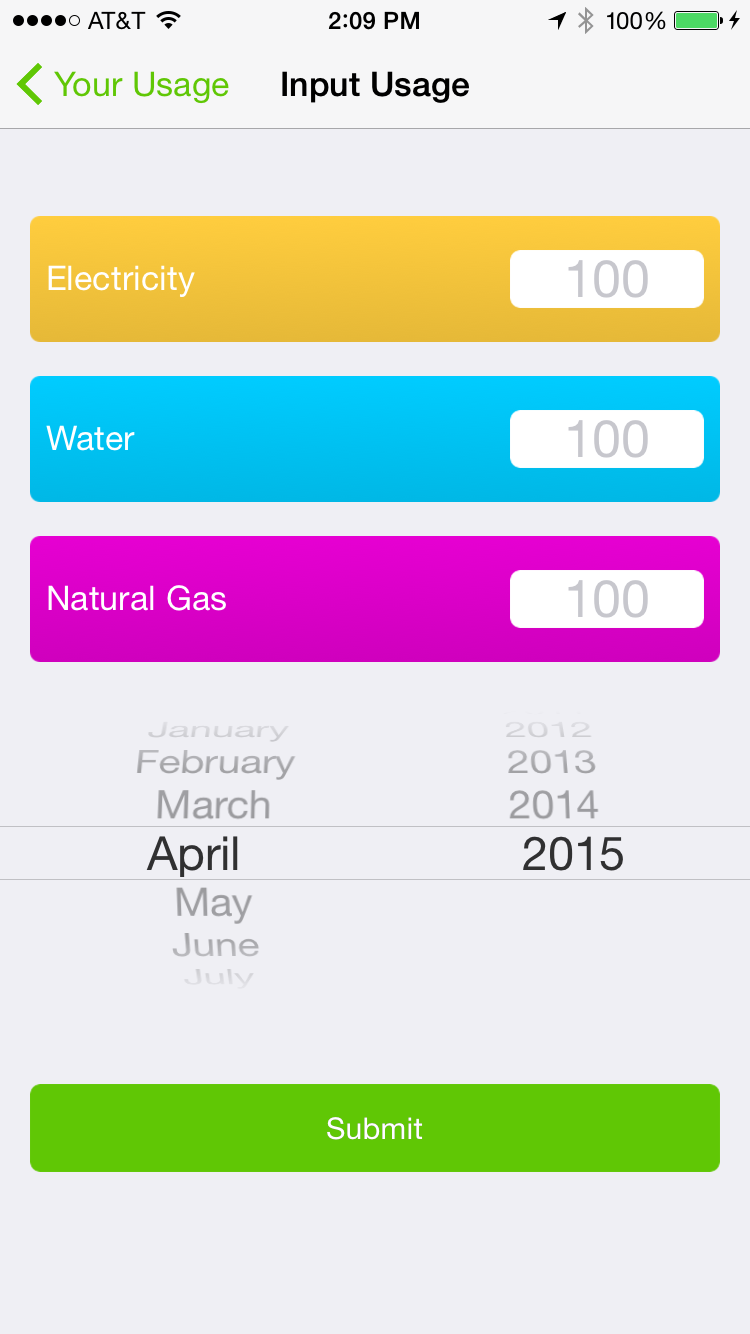 AT&T 2:09 PM 100%
Your Usage Input Usage
Electricity 100
Water 100
Natural Gas 100
January 2012
February 2013
March 2014
April 2015
May
June
July
Submit